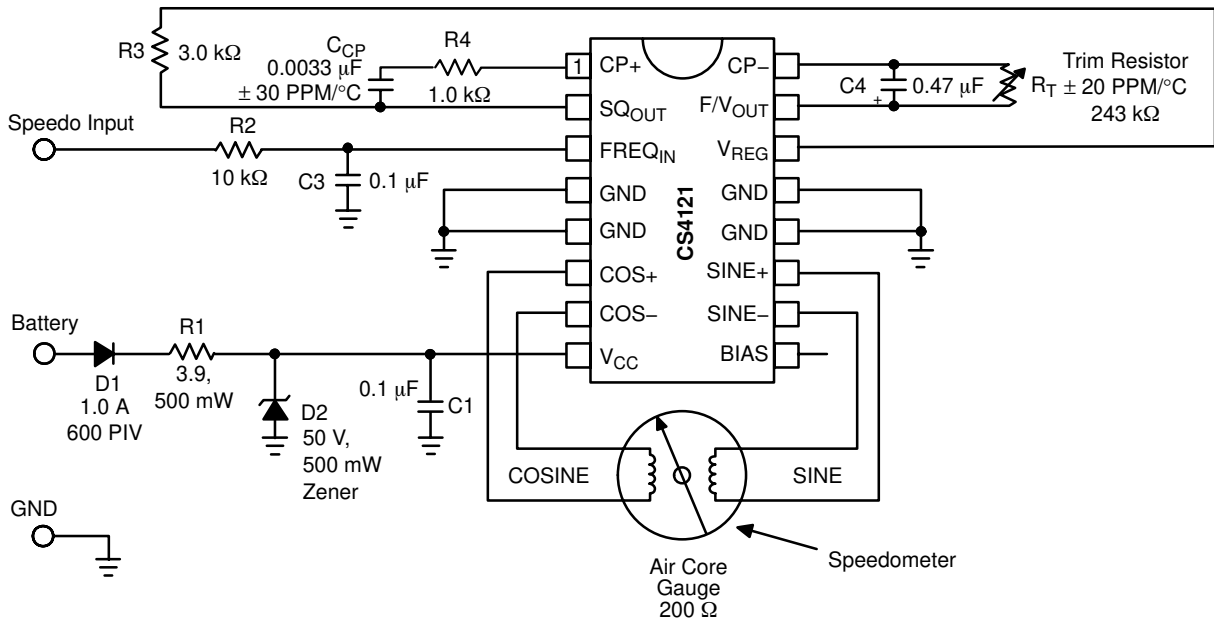 R3
3.0 kΩ
C_CP
0.0033 μF
± 30 PPM/°C
R4
1.0 kΩ
1
CP+
SQ_OUT
FREQ_IN
GND
GND
COS+
COS−
V_CC
CS4121
CP−
F/V_OUT
V_REG
GND
GND
SINE+
SINE−
BIAS
C4
0.47 μF
+
Trim Resistor
R_T ± 20 PPM/°C
243 kΩ
Speedo Input
R2
10 kΩ
C3
0.1 μF
Battery
D1
1.0 A
600 PIV
R1
3.9,
500 mW
D2
50 V,
500 mW
Zener
0.1 μF
C1
COSINE
SINE
GND
Speedometer
Air Core
Gauge
200 Ω